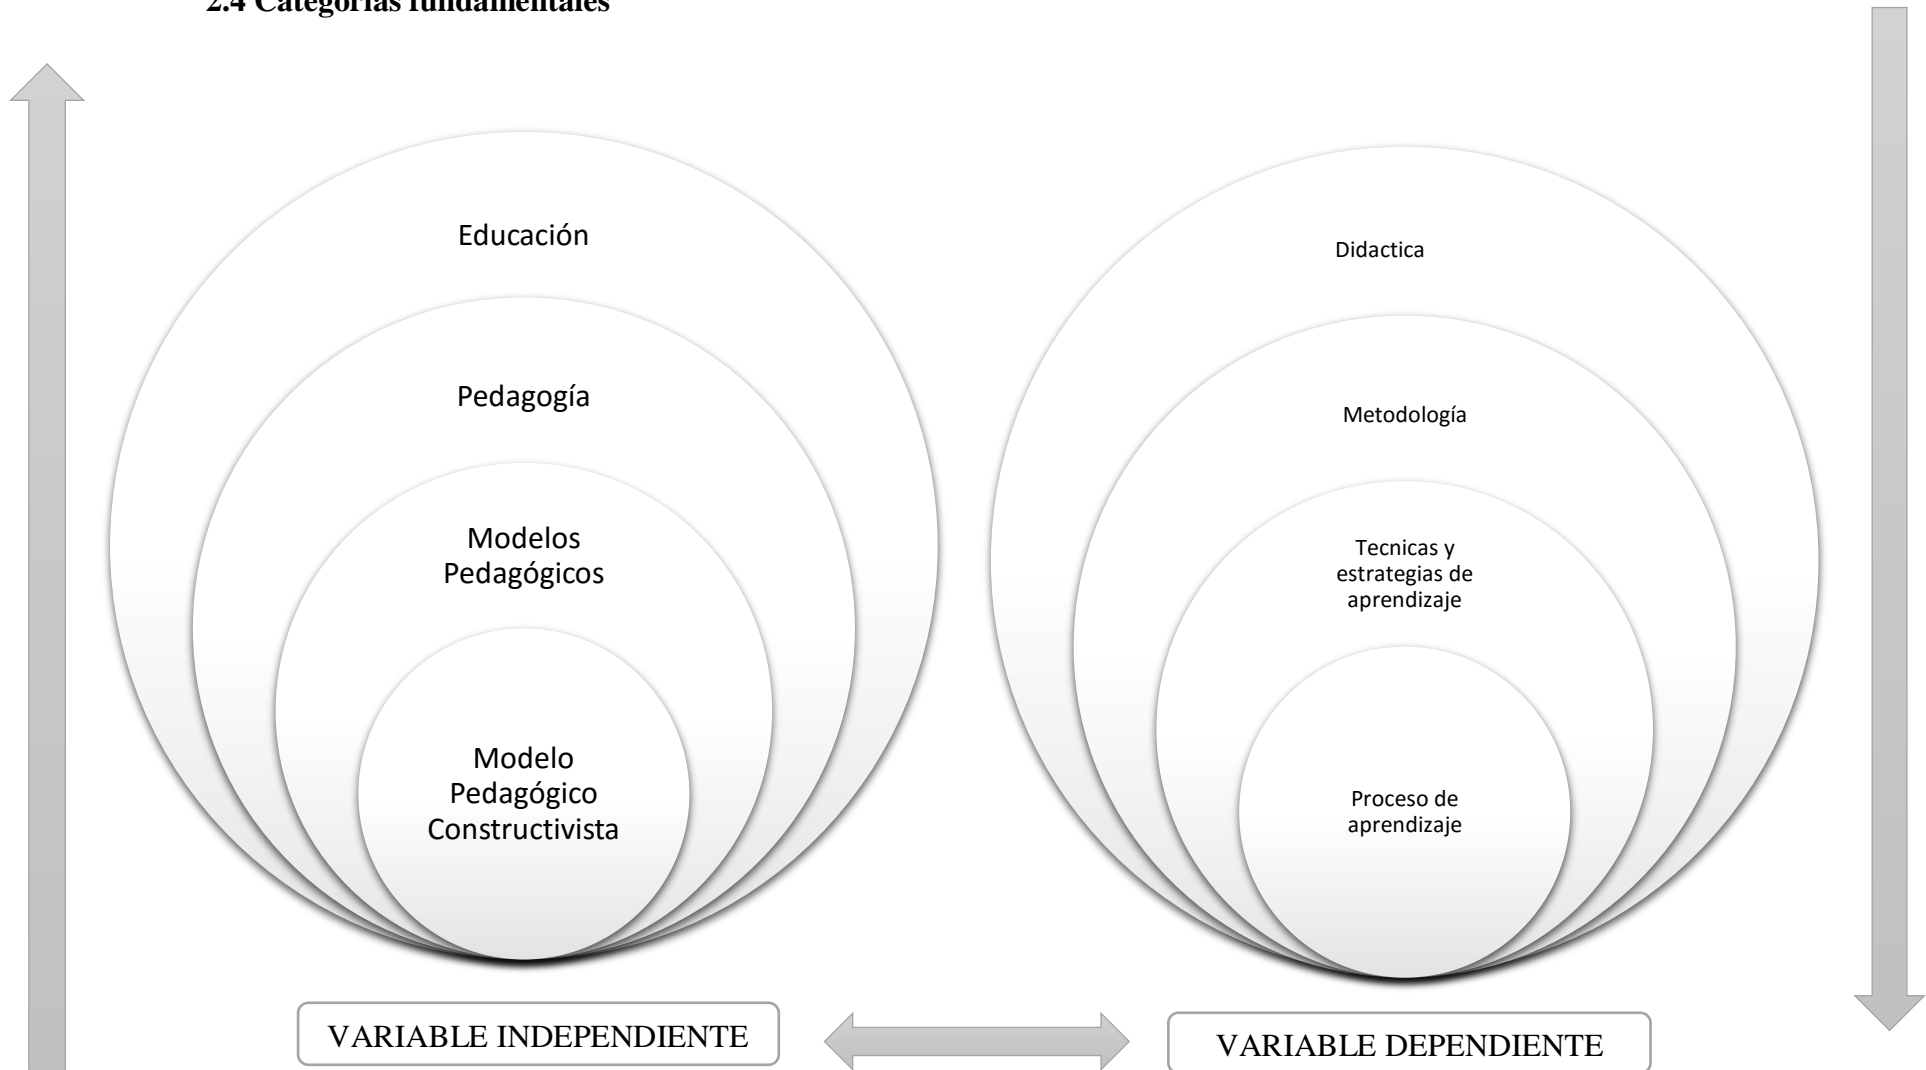 2.4 Categorías fundamentales
Educación
Pedagogía
Modelos
Pedagógicos
Modelo
Pedagógico
Constructivista
VARIABLE INDEPENDIENTE
Didactica
Metodología
Tecnicas y
estrategias de
aprendizaje
Proceso de
aprendizaje
VARIABLE DEPENDIENTE